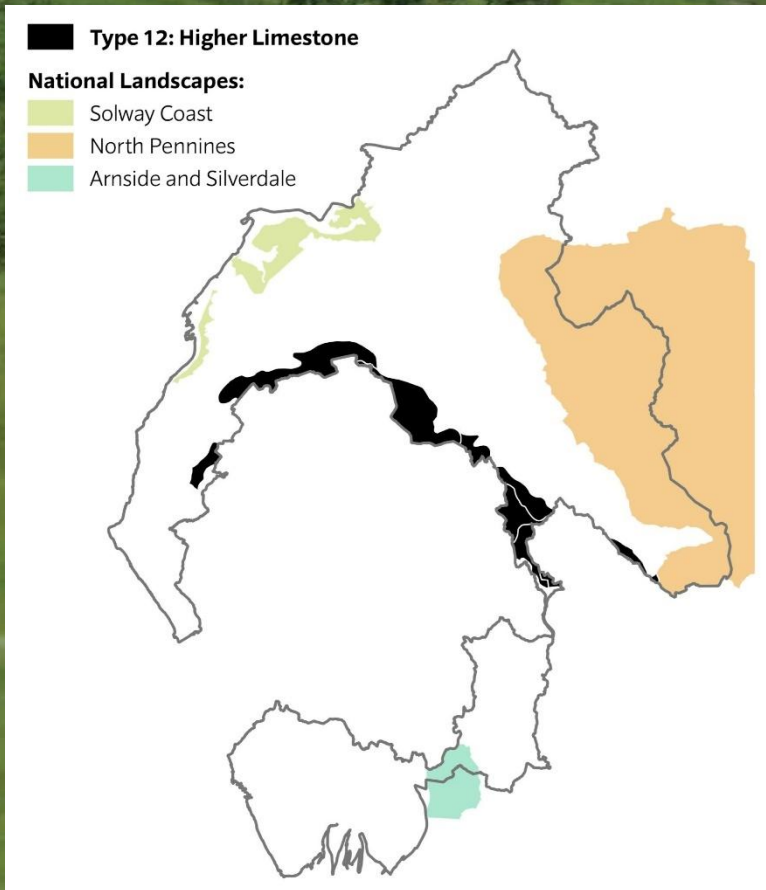 Type 12: Higher Limestone
National Landscapes:
Solway Coast
North Pennines
Arnside and Silverdale